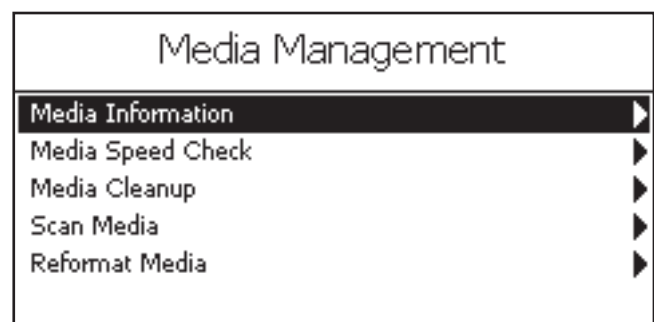 Media Management
Media Information
Media Speed Check
Media Cleanup
Scan Media
Reformat Media